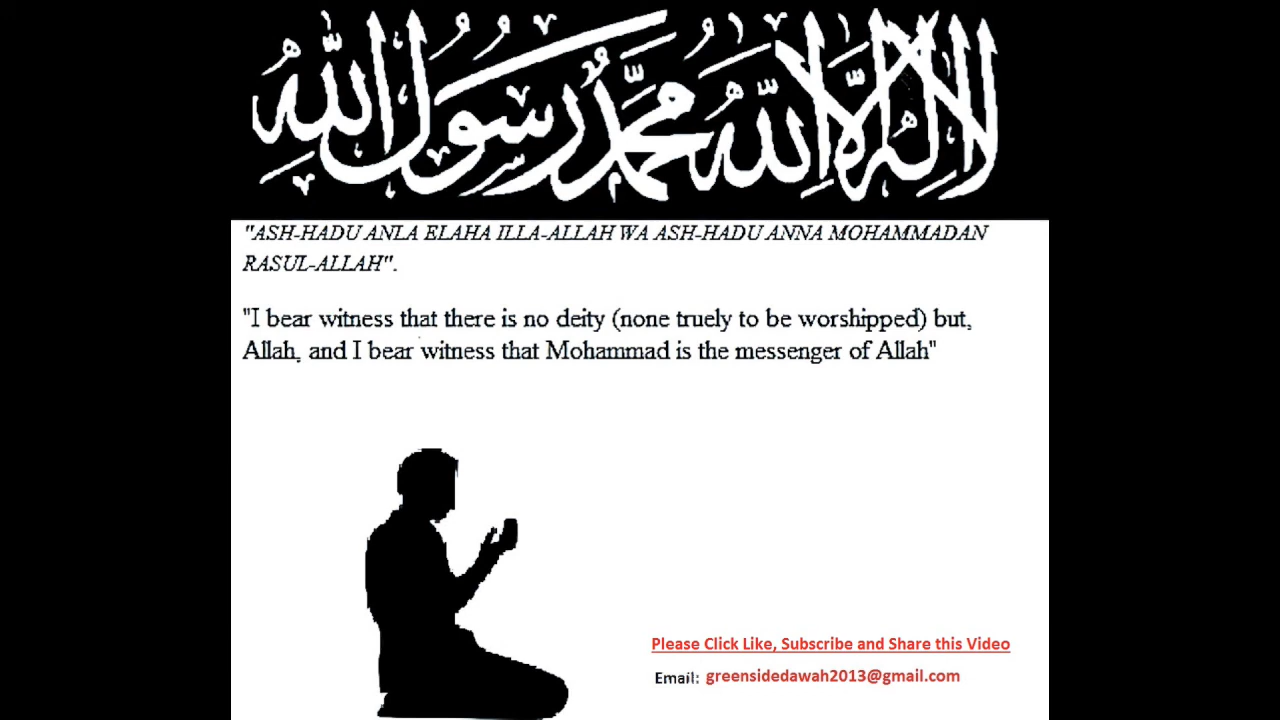 لا إله إلا الله محمد رسول الله
"ASH-HADU ANLA ELAHA ILLA-ALLAH WA ASH-HADU ANNA MOHAMMADAN
RASUL-ALLAH".
"I bear witness that there is no deity (none truely to be worshipped) but,
Allah, and I bear witness that Mohammad is the messenger of Allah"
Please Click Like, Subscribe and Share this Video
Email: greensidedawah2013@gmail.com